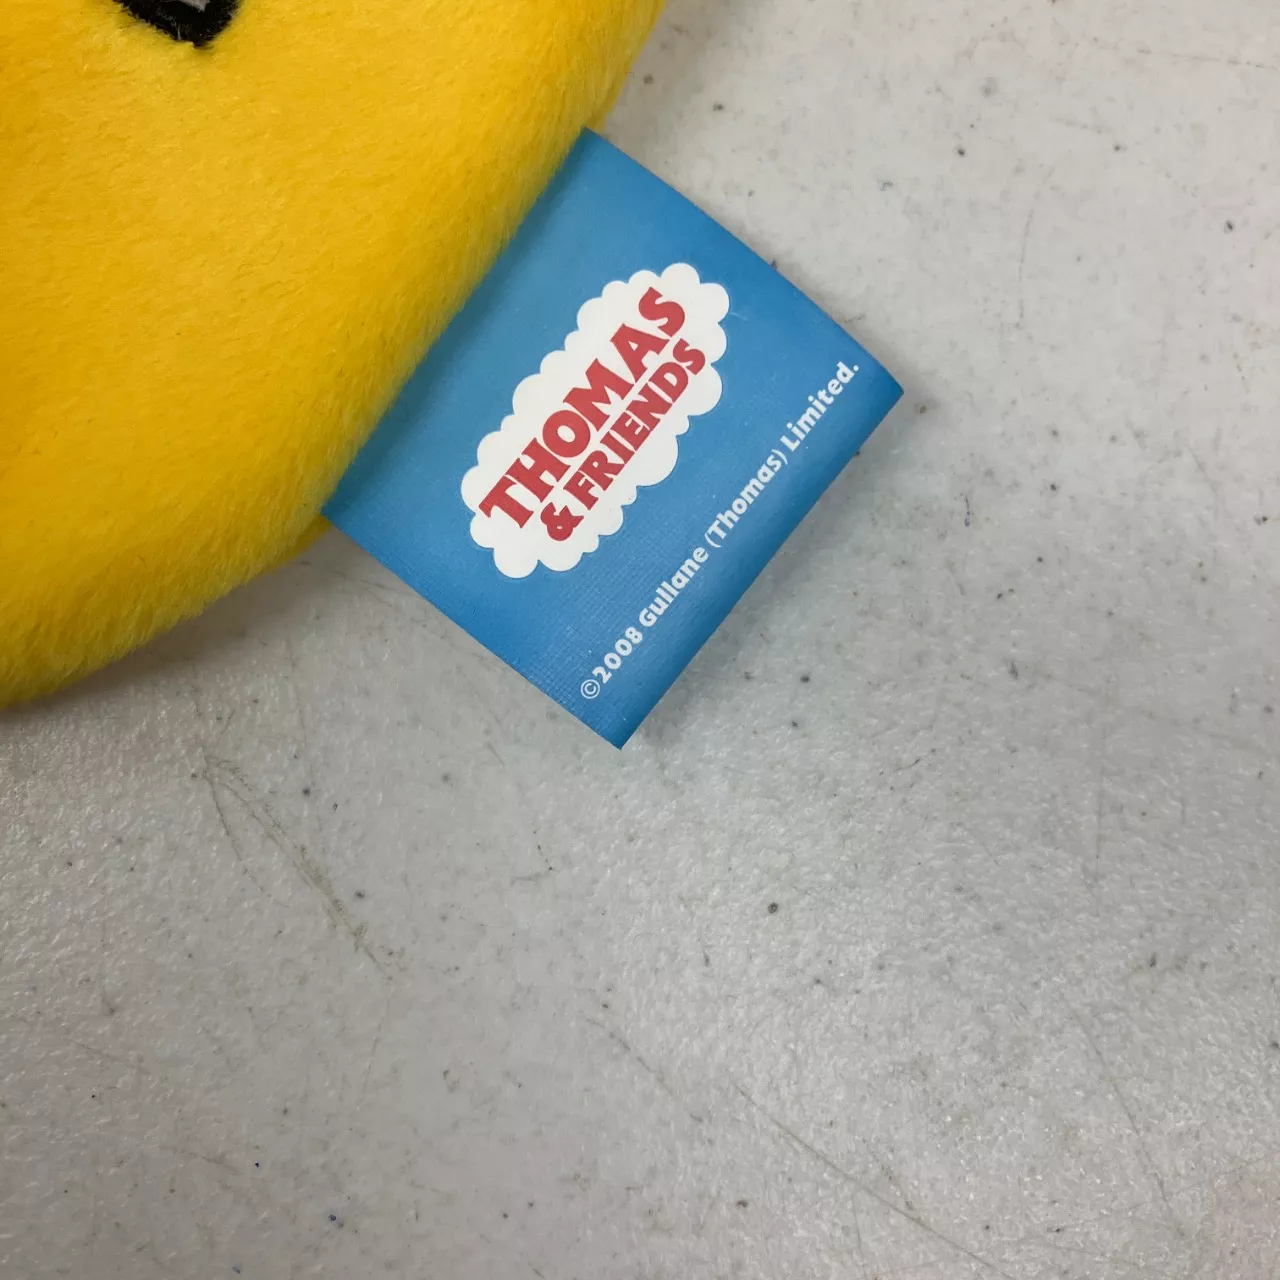 THOMAS
& FRIENDS
©2008 Gullane (Thomas) Limited.